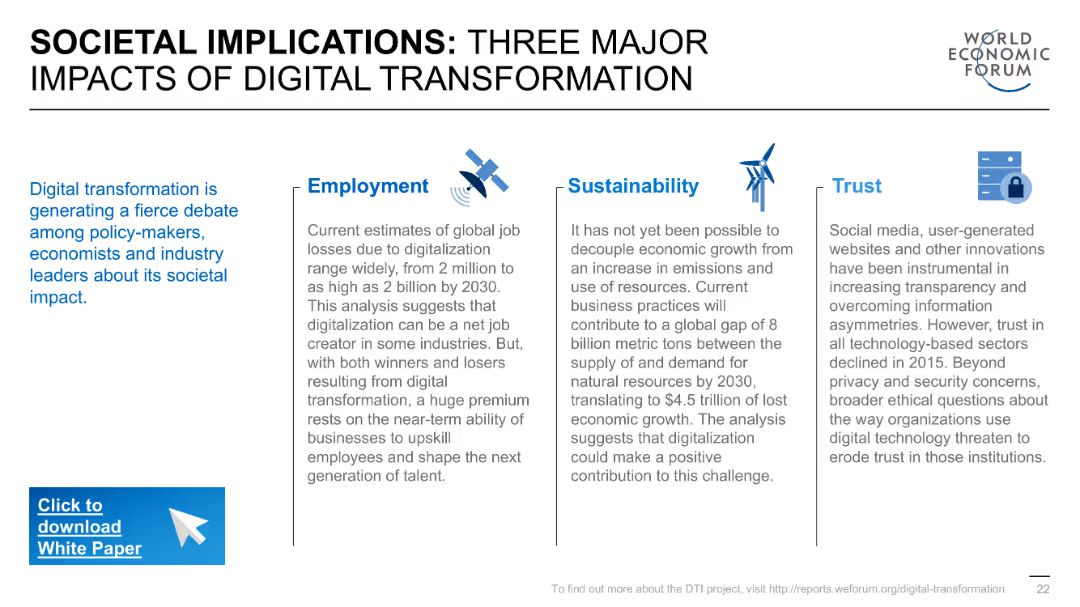 SOCIETAL IMPLICATIONS: THREE MAJOR
IMPACTS OF DIGITAL TRANSFORMATION
WORLD
ECONOMIC
FORUM
Digital transformation is
generating a fierce debate
among policy-makers,
economists and industry
leaders about its societal
impact.
Click to
download
White Paper
Employment
Current estimates of global job
losses due to digitalization
range widely, from 2 million to
as high as 2 billion by 2030.
This analysis suggests that
digitalization can be a net job
creator in some industries. But,
with both winners and losers
resulting from digital
transformation, a huge premium
rests on the near-term ability of
businesses to upskill
employees and shape the next
generation of talent.
Sustainability
It has not yet been possible to
decouple economic growth from
an increase in emissions and
use of resources. Current
business practices will
contribute to a global gap of 8
billion metric tons between the
supply of and demand for
natural resources by 2030,
translating to $4.5 trillion of lost
economic growth. The analysis
suggests that digitalization
could make a positive
contribution to this challenge.
Trust
Social media, user-generated
websites and other innovations
have been instrumental in
increasing transparency and
overcoming information
asymmetries. However, trust in
all technology-based sectors
declined in 2015. Beyond
privacy and security concerns,
broader ethical questions about
the way organizations use
digital technology threaten to
erode trust in those institutions.
To find out more about the DTI project, visit http://reports.weforum.org/digital-transformation
22